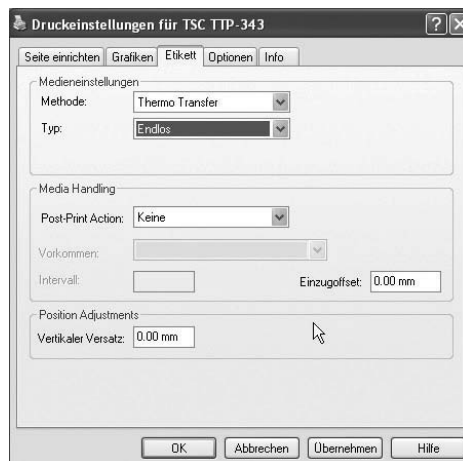 Druckeinstellungen für TSC TTP-343
Seite einrichten Grafiken Etikett Optionen Info
Medieneinstellungen
Methode: Thermo Transfer
Typ: Endlos
Media Handling
Post-Print Action: Keine
Vorkommen:
Intervall: Einzugoffset: 0.00 mm
Position Adjustments
Vertikaler Versatz: 0.00 mm
OK Abbrechen Übernehmen Hilfe